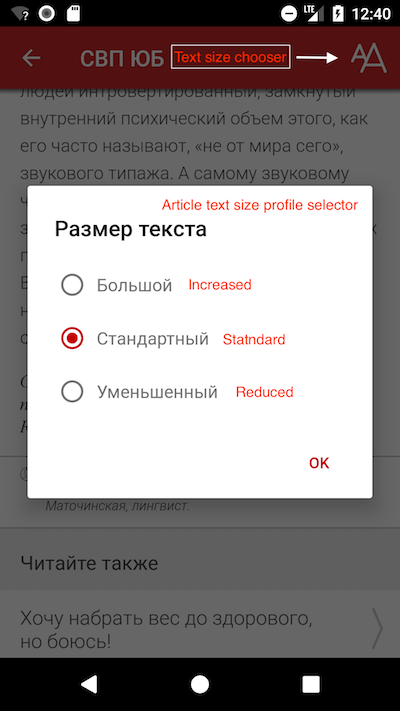 LTE 12:40
СВП ЮБ Text size chooser
людей интровертированный, замкнутый
внутренний психический объем этого, как
его часто называют, «не от мира сего»,
звукового типажа. А самому звуковому
Article text size profile selector
Размер текста
Большой Increased
Стандартный Statndard
Уменьшенный Reduced
OK
Маточинская, лингвист.
Читайте также
Хочу набрать вес до здорового,
но боюсь!